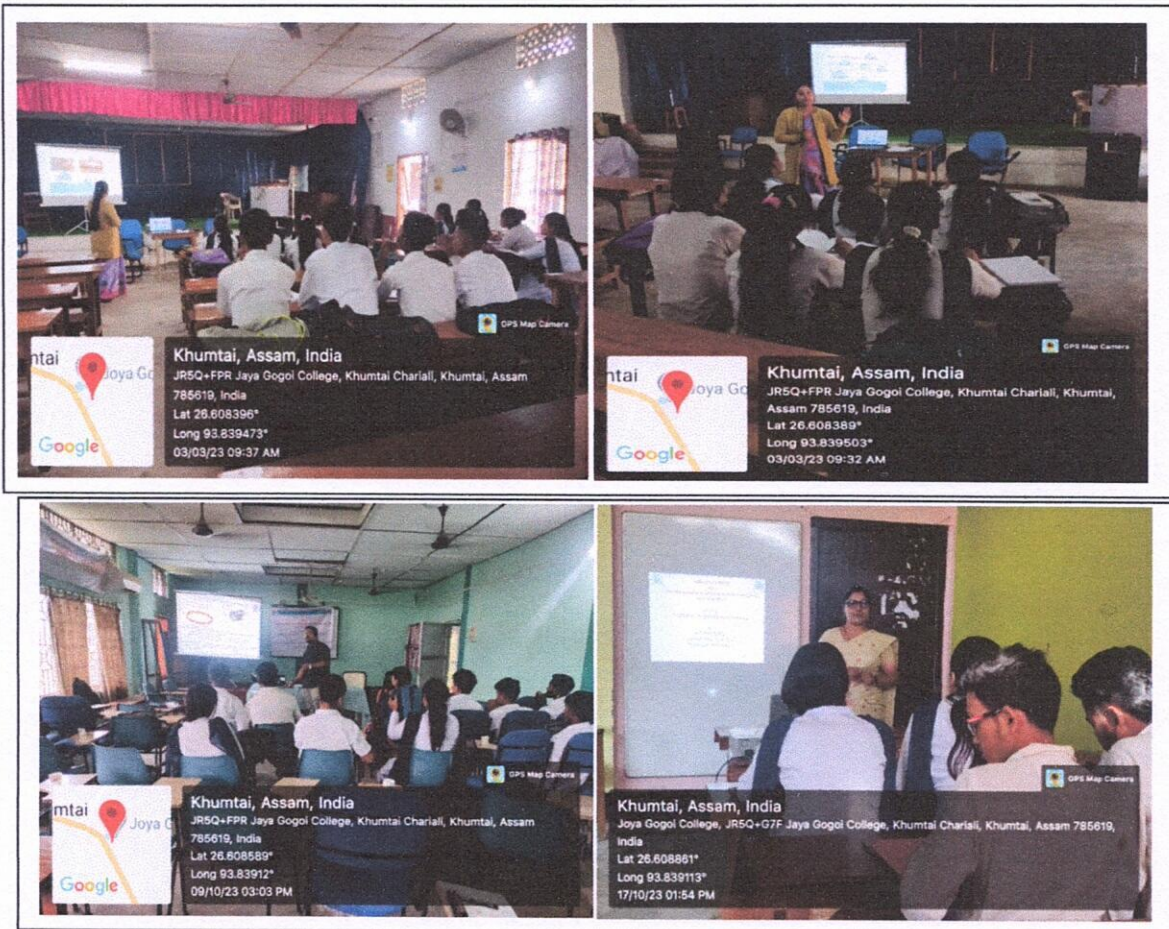 GPS Map Camera
ntai
Joya Go
Google
Khumtai, Assam, India
JR5Q+FPR Jaya Gogoi College, Khumtai Chariali, Khumtai, Assam
785619, India
Lat 26.608396°
Long 93.839473°
03/03/23 09:37 AM
GPS Map Camera
ntai
oya Go
Google
Khumtai, Assam, India
JR5Q+FPR Jaya Gogoi College, Khumtai Chariali, Khumtai,
Assam 785619, India
Lat 26.608389°
Long 93.839503°
03/03/23 09:32 AM
GPS Map Camera
mtai
Joya G
Google
Khumtai, Assam, India
JR5Q+FPR Jaya Gogoi College, Khumtai Chariali, Khumtai, Assam
785619, India
Lat 26.608589°
Long 93.83912°
09/10/23 03:03 PM
GPS Map Camera
Khumtai, Assam, India
Joya Gogoi College, JR5Q+G7F Jaya Gogoi College, Khumtai Chariali, Khumtai, Assam 785619,
India
Lat 26.608861°
Long 93.839113°
17/10/23 01:54 PM